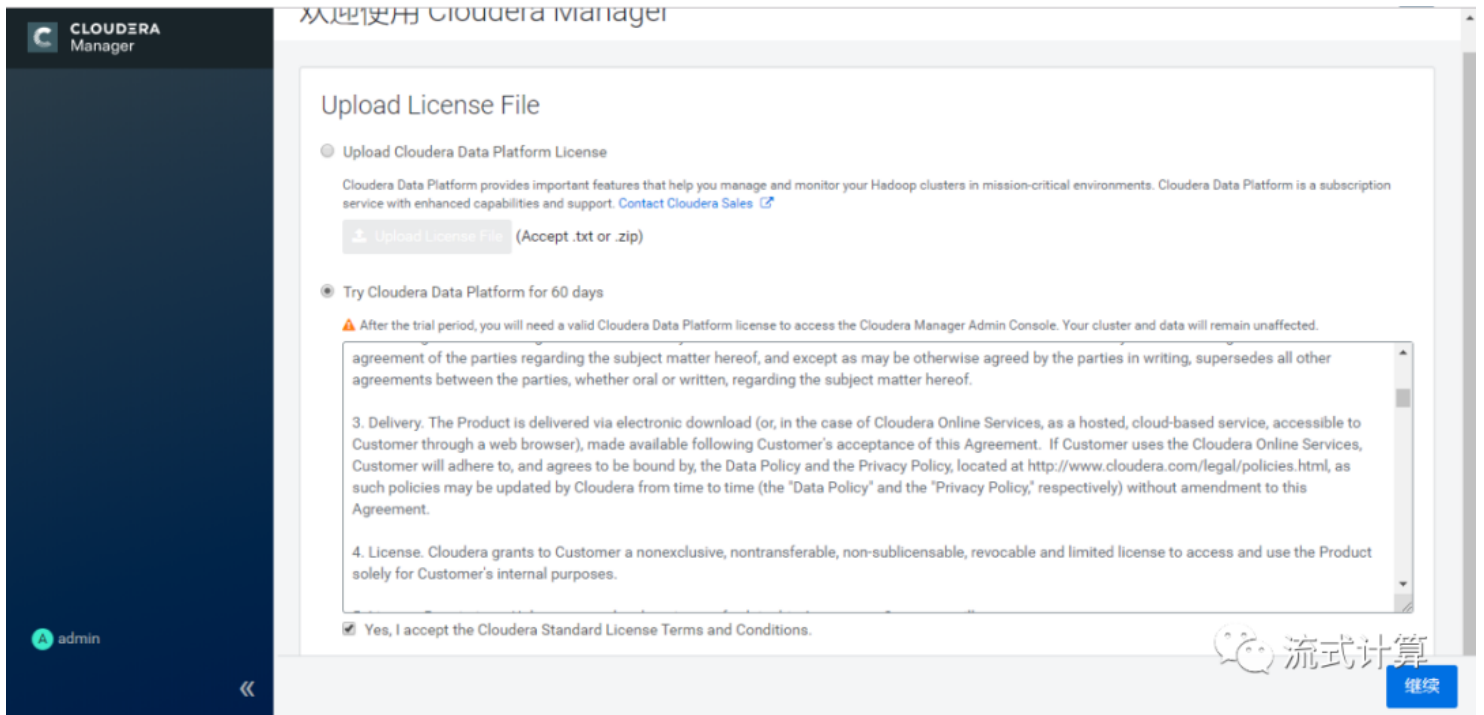 CLOUDERA
Manager
欢迎使用 Cloudera Manager
Upload License File
Upload Cloudera Data Platform License
Cloudera Data Platform provides important features that help you manage and monitor your Hadoop clusters in mission-critical environments. Cloudera Data Platform is a subscription
service with enhanced capabilities and support. Contact Cloudera Sales
Upload License File (Accept .txt or .zip)
Try Cloudera Data Platform for 60 days
After the trial period, you will need a valid Cloudera Data Platform license to access the Cloudera Manager Admin Console. Your cluster and data will remain unaffected.
agreement of the parties regarding the subject matter hereof, and except as may be otherwise agreed by the parties in writing, supersedes all other
agreements between the parties, whether oral or written, regarding the subject matter hereof.
3. Delivery. The Product is delivered via electronic download (or, in the case of Cloudera Online Services, as a hosted, cloud-based service, accessible to
Customer through a web browser), made available following Customer's acceptance of this Agreement. If Customer uses the Cloudera Online Services,
Customer will adhere to, and agrees to be bound by, the Data Policy and the Privacy Policy, located at http://www.cloudera.com/legal/policies.html, as
such policies may be updated by Cloudera from time to time (the "Data Policy" and the "Privacy Policy," respectively) without amendment to this
Agreement.
4. License. Cloudera grants to Customer a nonexclusive, nontransferable, non-sublicensable, revocable and limited license to access and use the Product
solely for Customer's internal purposes.
Yes, I accept the Cloudera Standard License Terms and Conditions.
A admin
流式计算
继续